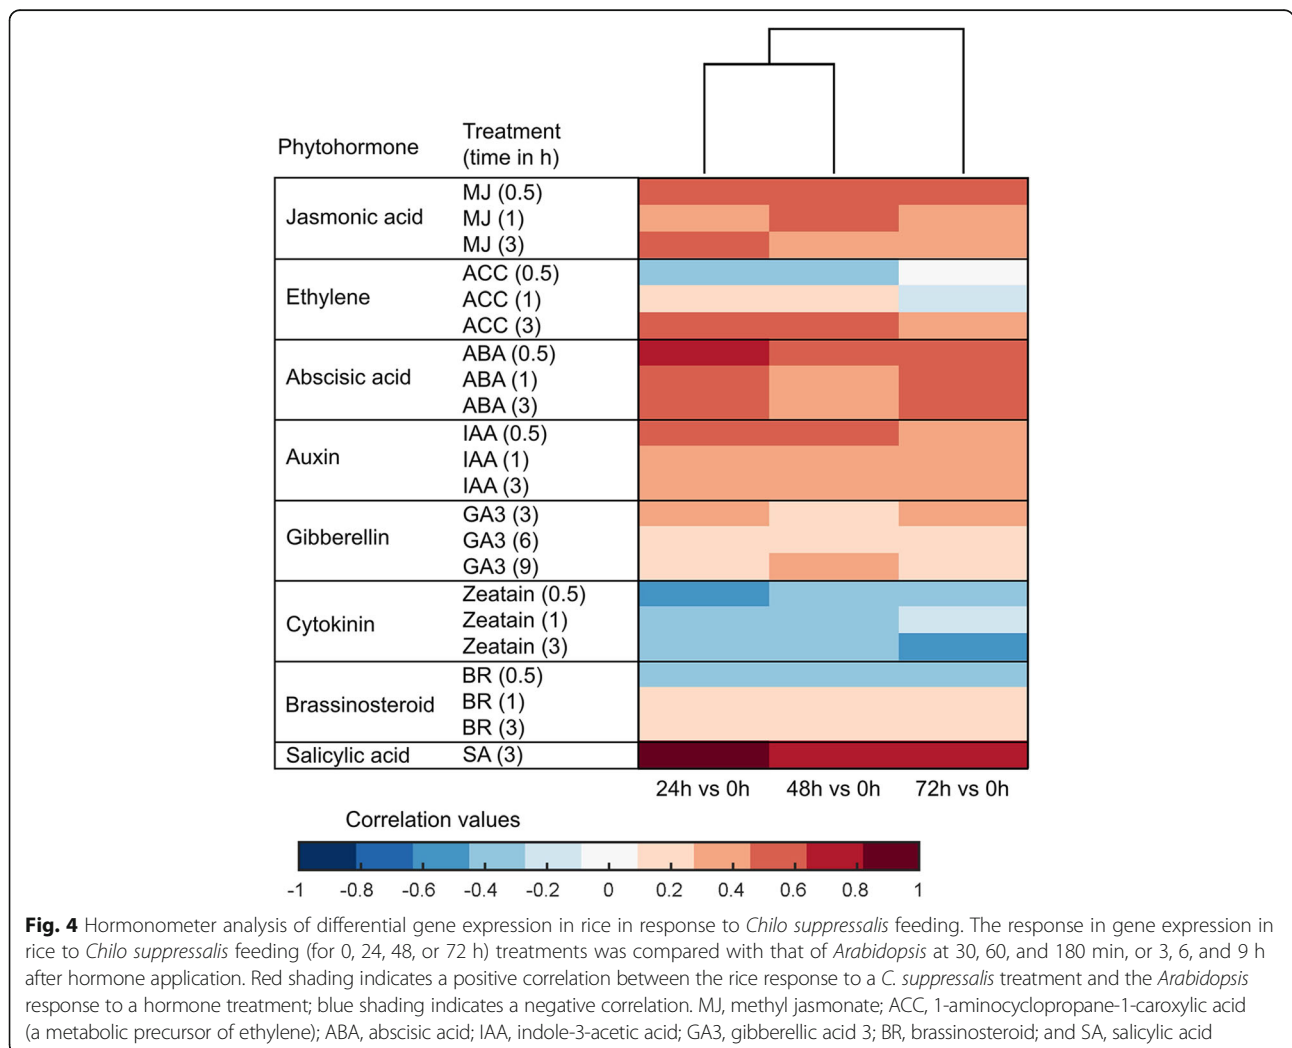 Phytohormone
Treatment
(time in h)
Jasmonic acid
MJ (0.5)
MJ (1)
MJ (3)
Ethylene
ACC (0.5)
ACC (1)
ACC (3)
Abscisic acid
ABA (0.5)
ABA (1)
ABA (3)
Auxin
IAA (0.5)
IAA (1)
IAA (3)
Gibberellin
GA3 (3)
GA3 (6)
GA3 (9)
Cytokinin
Zeatain (0.5)
Zeatain (1)
Zeatain (3)
Brassinosteroid
BR (0.5)
BR (1)
BR (3)
Salicylic acid
SA (3)
24h vs 0h 48h vs 0h 72h vs 0h
Correlation values
-1 -0.8 -0.6 -0.4 -0.2 0 0.2 0.4 0.6 0.8 1
Fig. 4 Hormonometer analysis of differential gene expression in rice in response to Chilo suppressalis feeding. The response in gene expression in
rice to Chilo suppressalis feeding (for 0, 24, 48, or 72 h) treatments was compared with that of Arabidopsis at 30, 60, and 180 min, or 3, 6, and 9 h
after hormone application. Red shading indicates a positive correlation between the rice response to a C. suppressalis treatment and the Arabidopsis
response to a hormone treatment; blue shading indicates a negative correlation. MJ, methyl jasmonate; ACC, 1-aminocyclopropane-1-caroxylic acid
(a metabolic precursor of ethylene); ABA, abscisic acid; IAA, indole-3-acetic acid; GA3, gibberellic acid 3; BR, brassinosteroid; and SA, salicylic acid